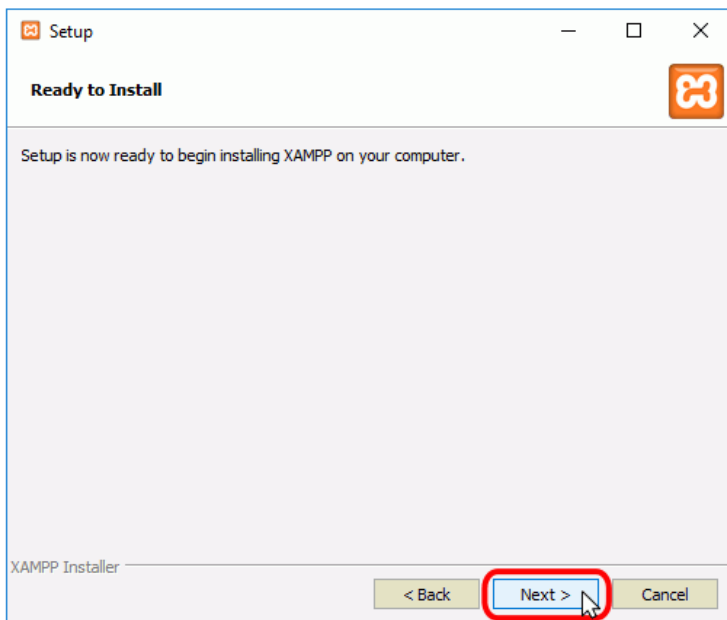 Setup
Ready to Install
Setup is now ready to begin installing XAMPP on your computer.
XAMPP Installer
< Back
Next >
Cancel